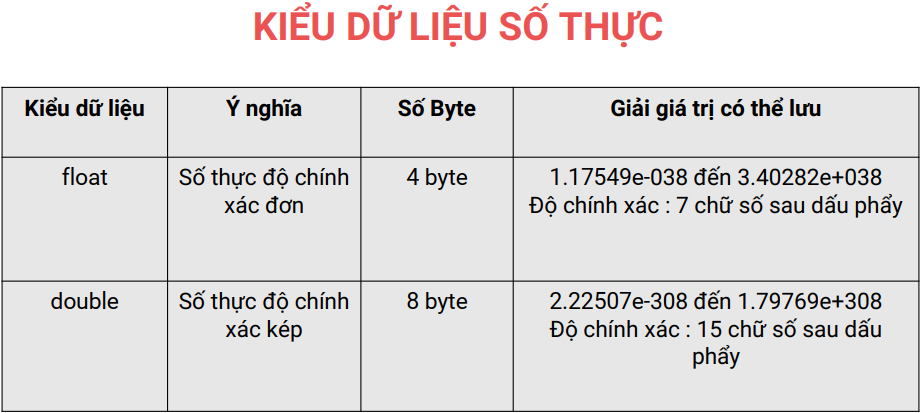 KIỂU DỮ LIỆU SỐ THỰC
Kiểu dữ liệu
Ý nghĩa
Số Byte
Giải giá trị có thể lưu
float
Số thực độ chính
xác đơn
4 byte
1.17549e-038 đến 3.40282e+038
Độ chính xác : 7 chữ số sau dấu phẩy
double
Số thực độ chính
xác kép
8 byte
2.22507e-308 đến 1.79769e+308
Độ chính xác : 15 chữ số sau dấu
phẩy